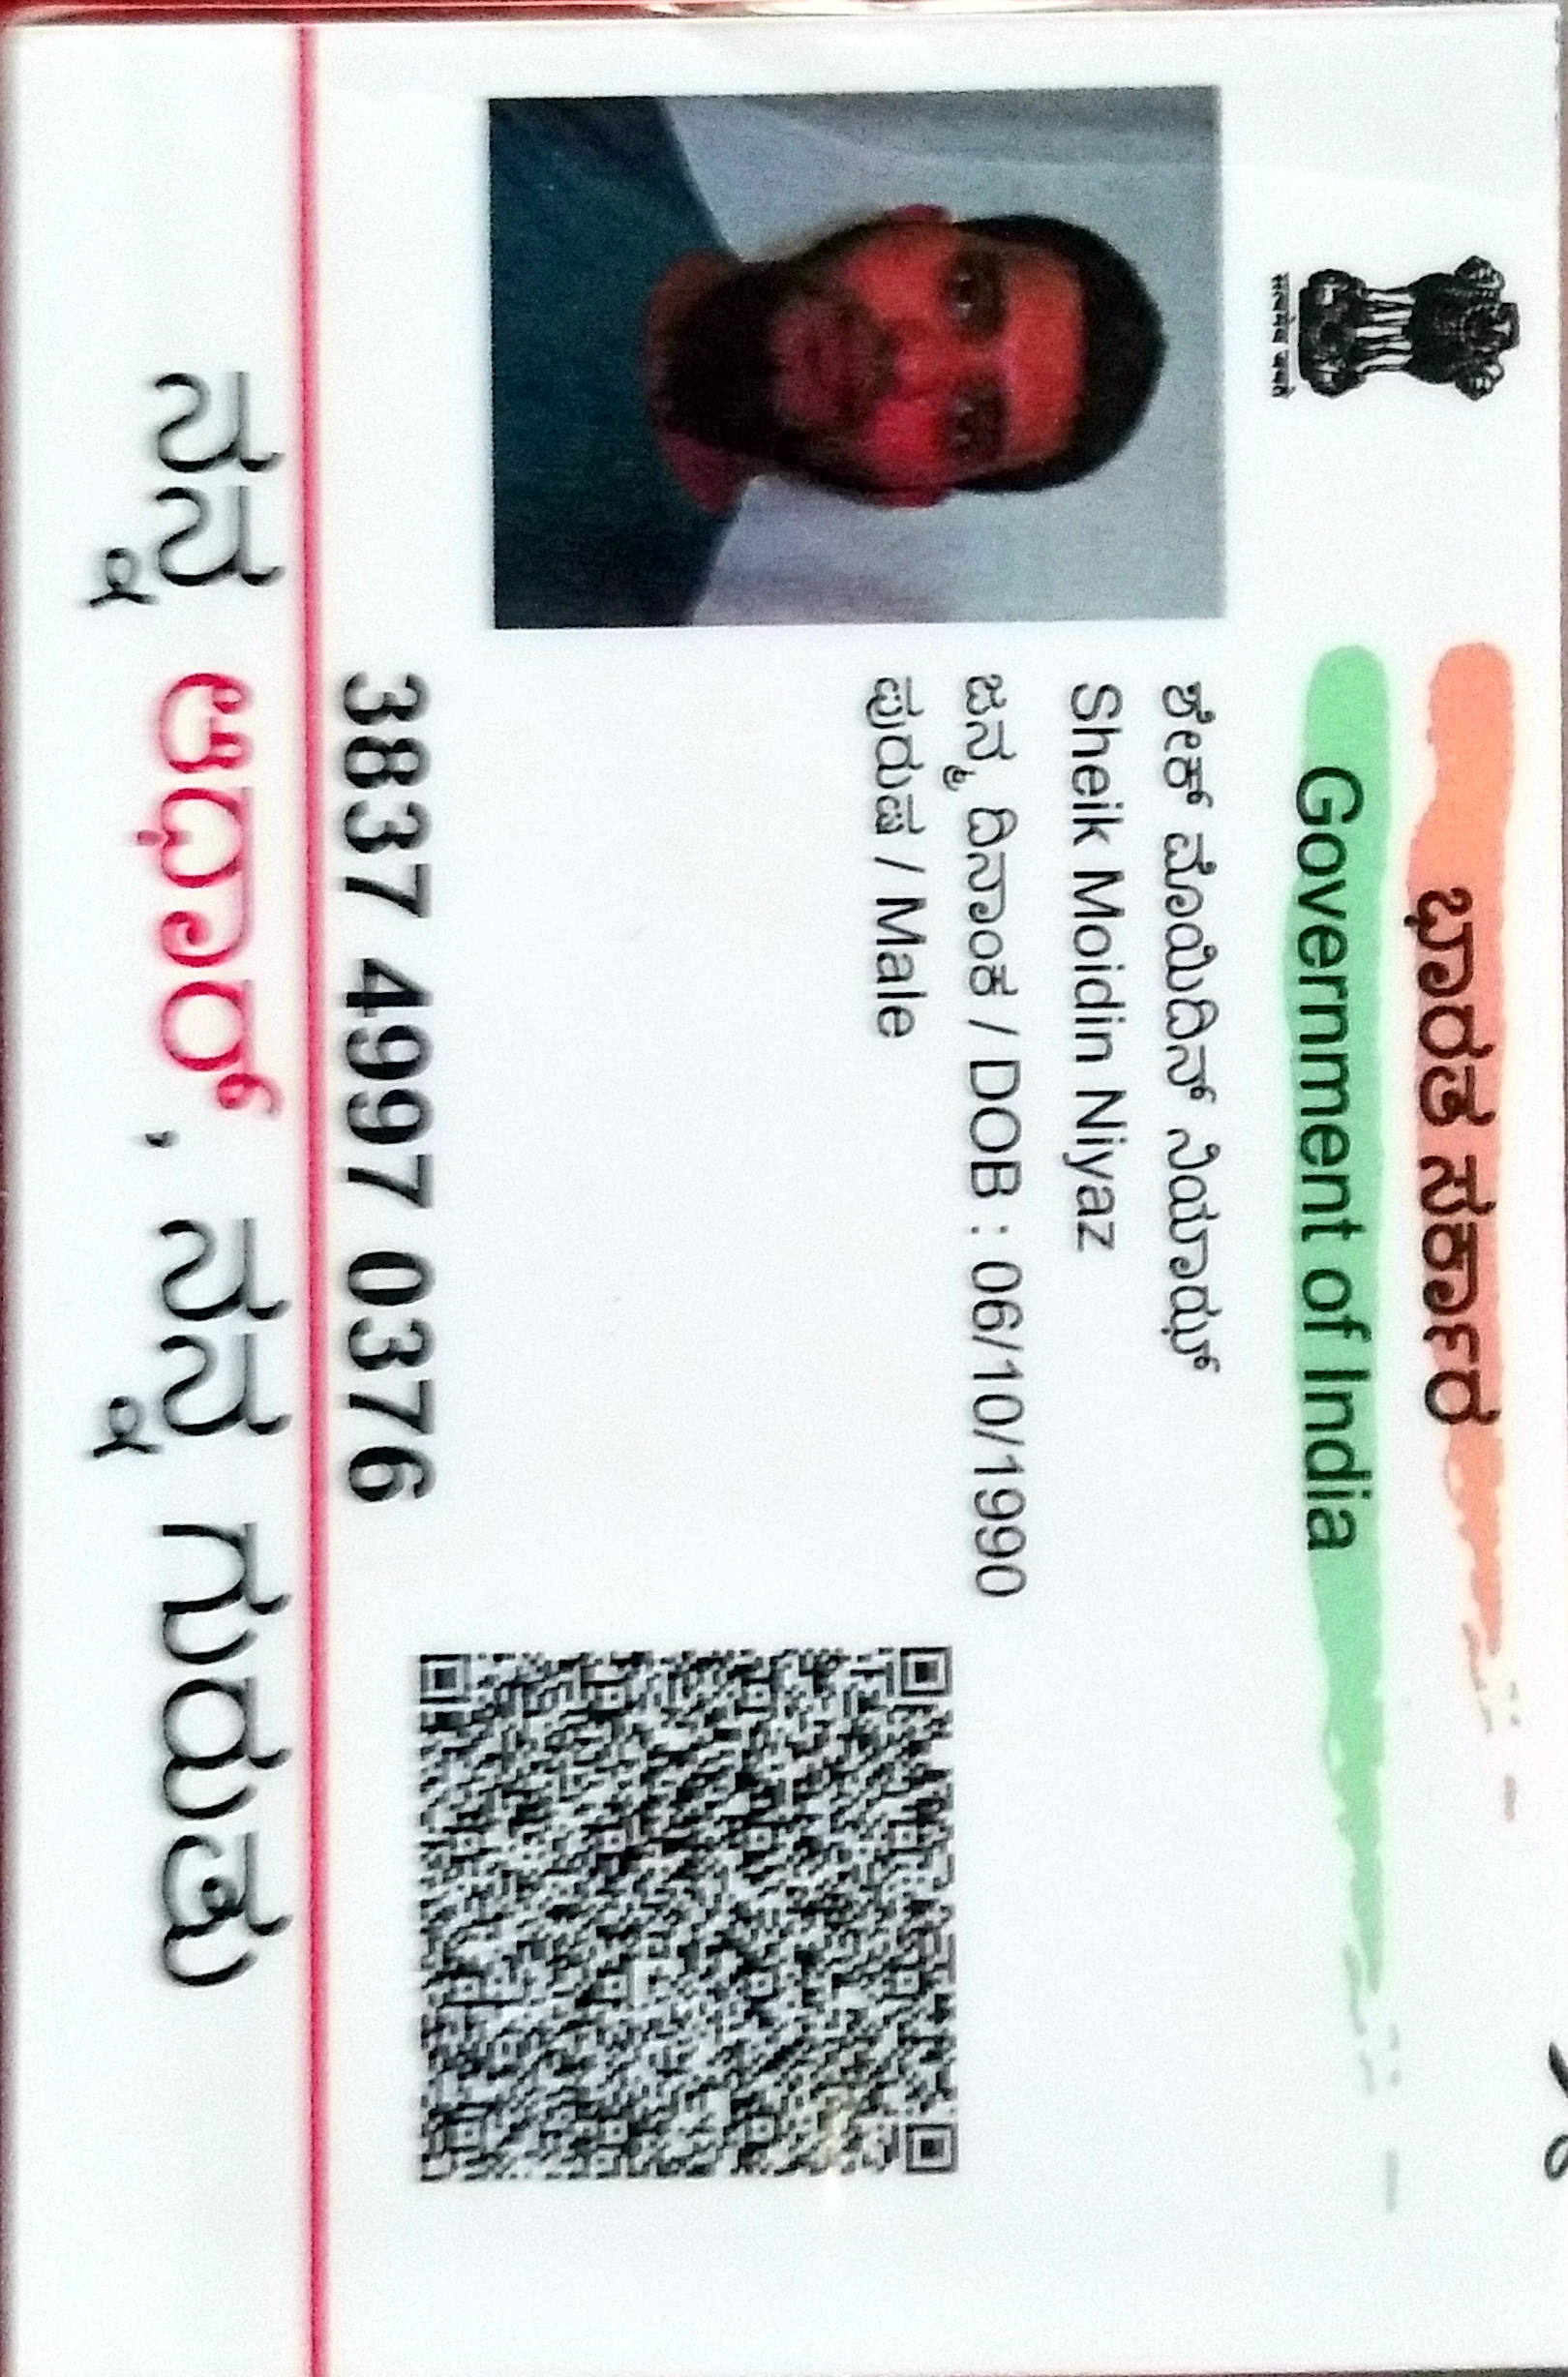 ಭಾರತ ಸರ್ಕಾರ
Government of India
सत्यमेव जयते
ಶೇಕ್ ಮೊಯಿದಿನ್ ನಿಯಾಝ್
Sheik Moidin Niyaz
ಜನ್ಮ ದಿನಾಂಕ / DOB : 06/10/1990
ಪುರುಷ / Male
3837 4997 0376
ನನ್ನ ಆಧಾರ್, ನನ್ನ ಗುರುತು